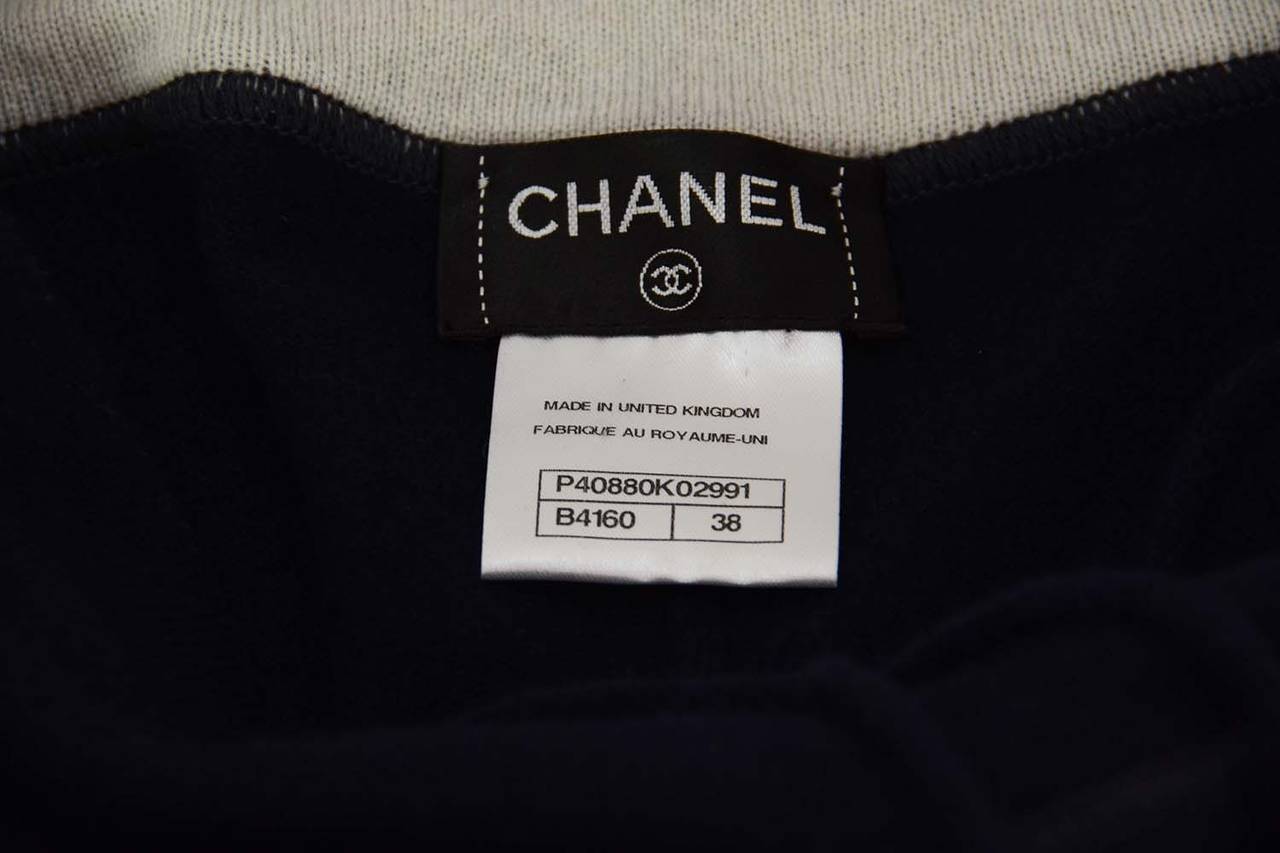 CHANEL
MADE IN UNITED KINGDOM
FABRIQUE AU ROYAUME-UNI
P40880K02991
B4160 38